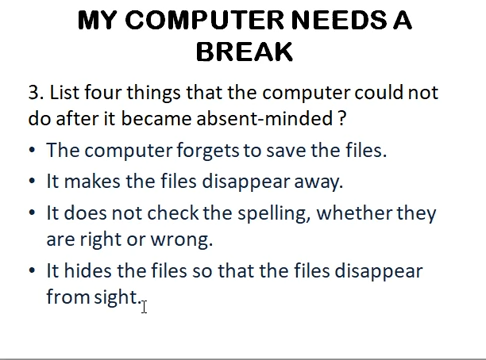 MY COMPUTER NEEDS A
BREAK
3. List four things that the computer could not
do after it became absent-minded ?
• The computer forgets to save the files.
• It makes the files disappear away.
• It does not check the spelling, whether they
are right or wrong.
• It hides the files so that the files disappear
from sight.